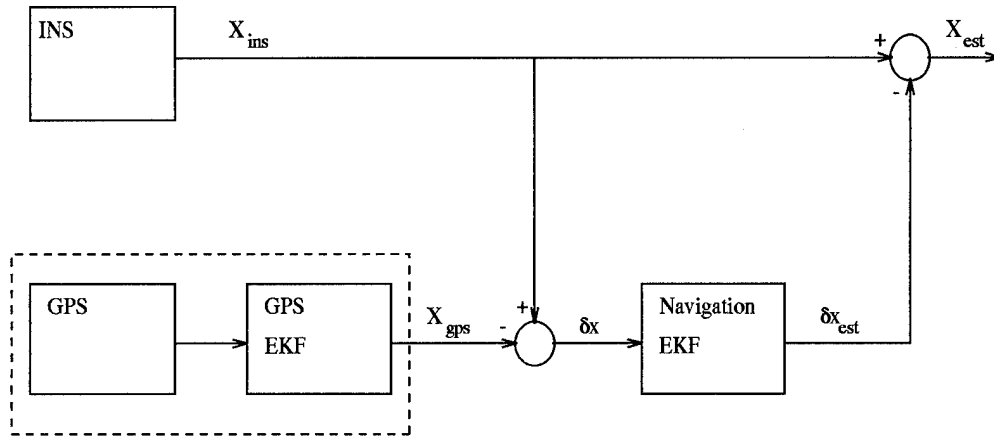 INS
X_ins
+
X_est
-
GPS
GPS
EKF
X_gps
-
+
δx
Navigation
EKF
δx_est